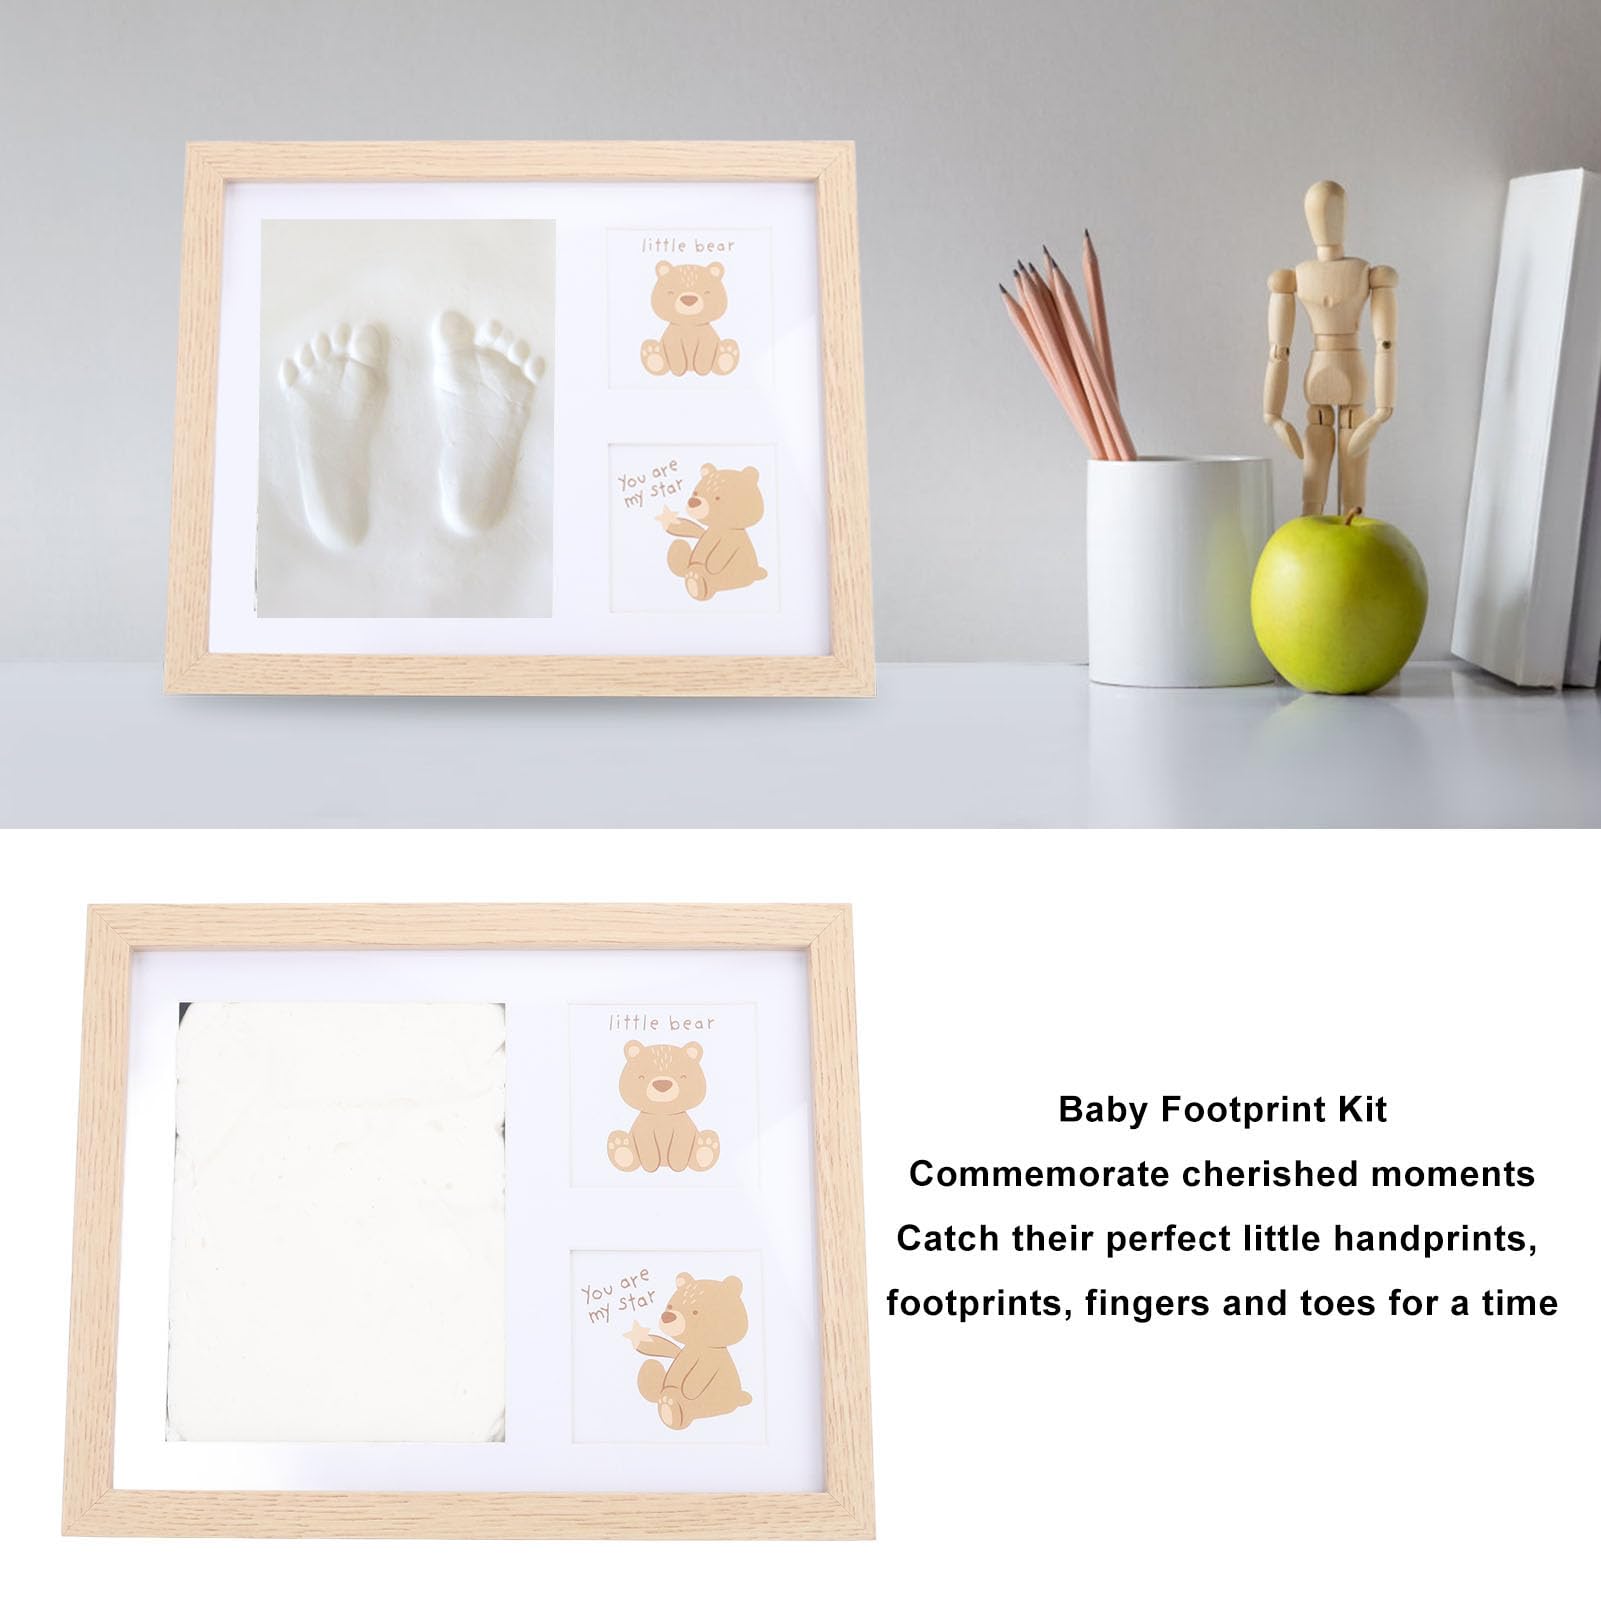 little bear
You are
my star
little bear
You are
my star
Baby Footprint Kit
Commemorate cherished moments
Catch their perfect little handprints,
footprints, fingers and toes for a time